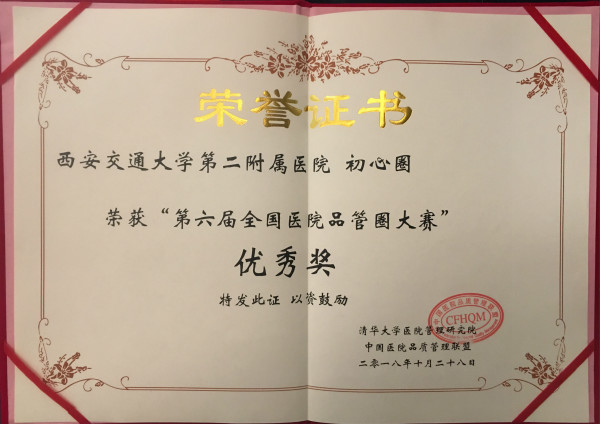 荣誉证书
西安交通大学第二附属医院 初心圈
荣获“第六届全国医院品管圈大赛”
优秀奖
特发此证 以资鼓励
CFHQM
清华大学医院管理研究院
中国医院品质管理联盟
二〇一八年十月二十八日